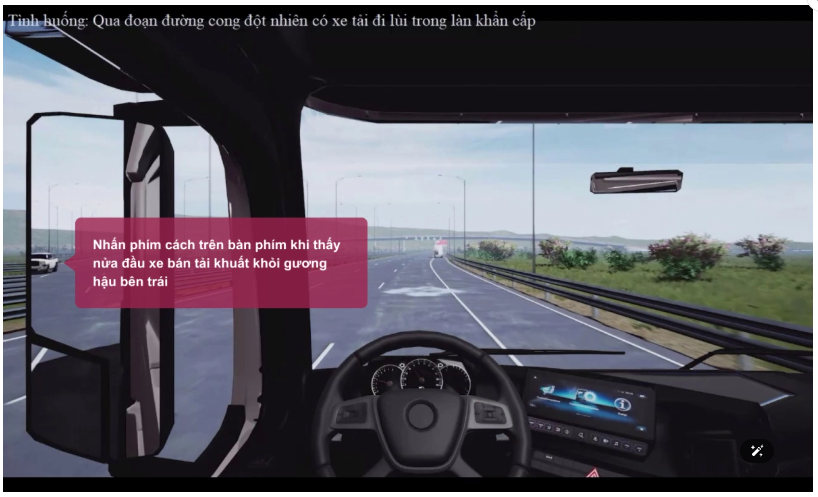 Tình huống: Qua đoạn đường cong đột nhiên có xe tải đi lùi trong làn khẩn cấp
Nhấn phím cách trên bàn phím khi thấy
nửa đầu xe bán tải khuất khỏi gương
hậu bên trái